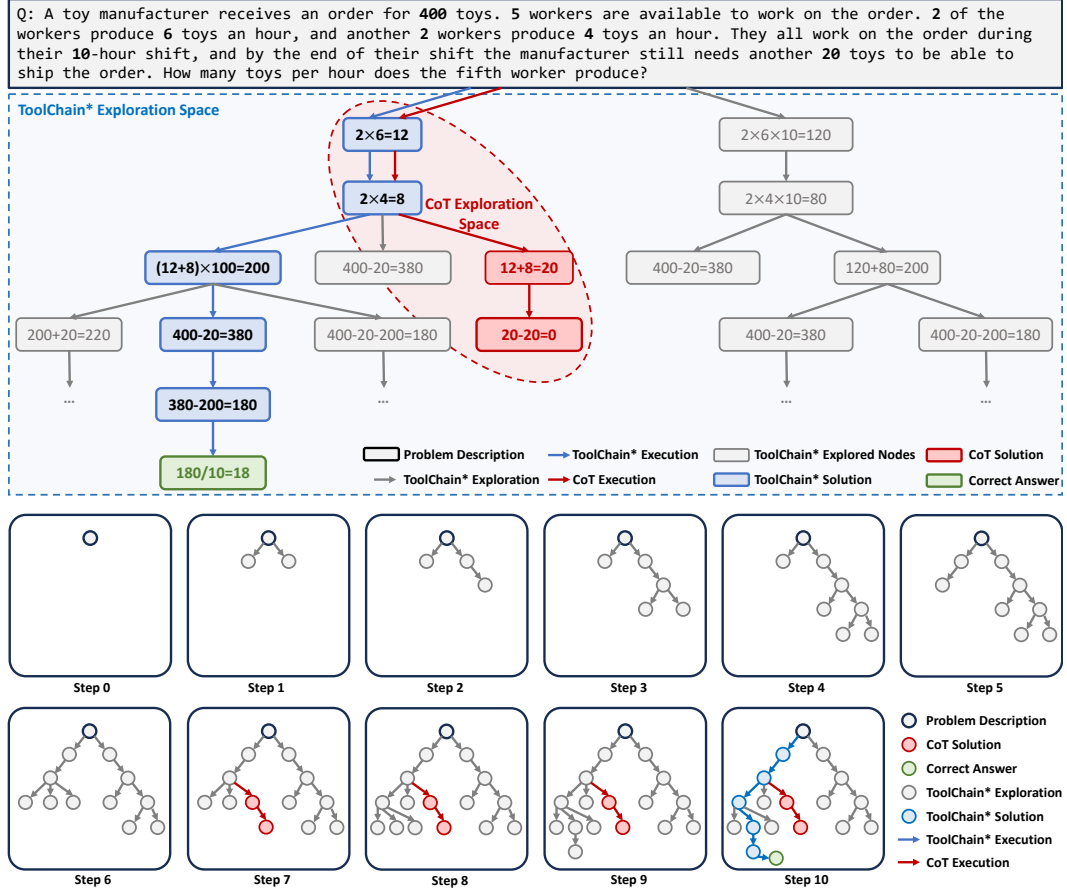 Q: A toy manufacturer receives an order for 400 toys. 5 workers are available to work on the order. 2 of the
workers produce 6 toys an hour, and another 2 workers produce 4 toys an hour. They all work on the order during
their 10-hour shift, and by the end of their shift the manufacturer still needs another 20 toys to be able to
ship the order. How many toys per hour does the fifth worker produce?
ToolChain* Exploration Space
2×6=12
2×6×10=120
2×4=8
2×4×10=80
CoT Exploration
Space
(12+8)×100=200
400-20=380
12+8=20
400-20=380
120+80=200
200+20=220
400-20=380
400-20-200=180
20-20=0
400-20=380
400-20-200=180
...
380-200=180
...
...
...
180/10=18
Problem Description
ToolChain* Execution
ToolChain* Explored Nodes
CoT Solution
ToolChain* Exploration
CoT Execution
ToolChain* Solution
Correct Answer
Step 0
Step 1
Step 2
Step 3
Step 4
Step 5
Problem Description
CoT Solution
Correct Answer
ToolChain* Exploration
ToolChain* Solution
ToolChain* Execution
CoT Execution
Step 6
Step 7
Step 8
Step 9
Step 10